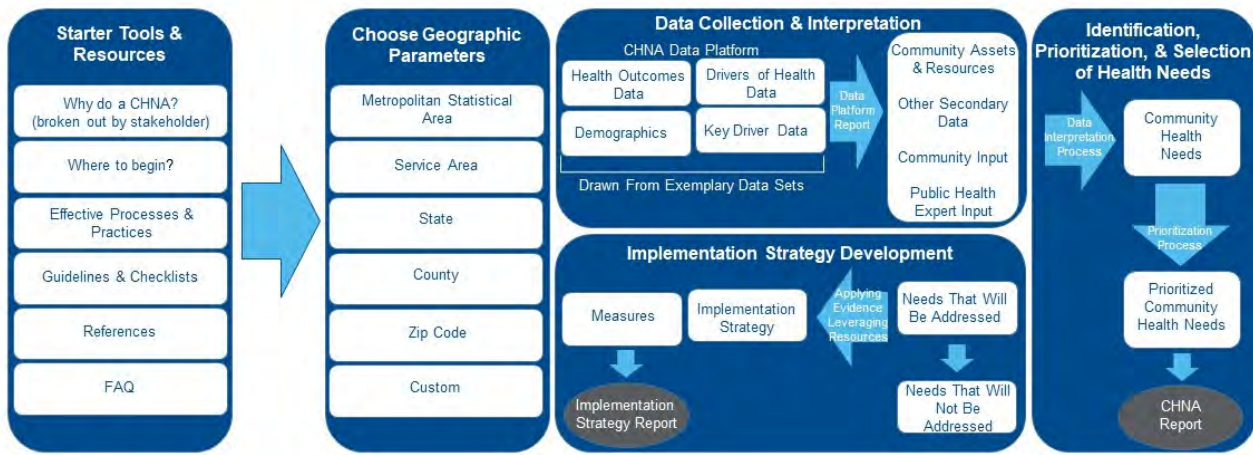 Starter Tools &
Resources
Why do a CHNA?
(broken out by stakeholder)
Where to begin?
Effective Processes &
Practices
Guidelines & Checklists
References
FAQ
Choose Geographic
Parameters
Metropolitan Statistical
Area
Service Area
State
County
Zip Code
Custom
Data Collection & Interpretation
CHNA Data Platform
Health Outcomes
Data
Drivers of Health
Data
Demographics
Key Driver Data
Drawn From Exemplary Data Sets
Data
Platform
Report
Community Assets
& Resources
Other Secondary
Data
Community Input
Public Health
Expert Input
Implementation Strategy Development
Measures
Implementation
Strategy
Applying
Evidence
Leveraging
Resources
Needs That Will
Be Addressed
Implementation
Strategy Report
Needs That Will
Not Be
Addressed
Identification,
Prioritization, & Selection
of Health Needs
Data
Interpretation
Process
Community
Health
Needs
Prioritization
Process
Prioritized
Community
Health Needs
CHNA
Report